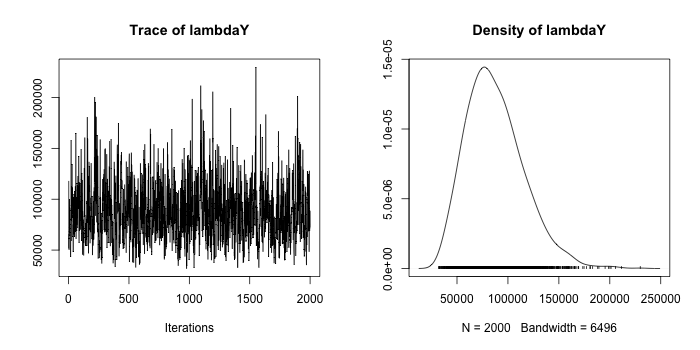 Trace of lambdaY
200000
150000
100000
50000
0 500 1000 1500 2000
Iterations
Density of lambdaY
1.5e-05
1.0e-05
5.0e-06
0.0e+00
50000 100000 150000 200000 250000
N = 2000 Bandwidth = 6496